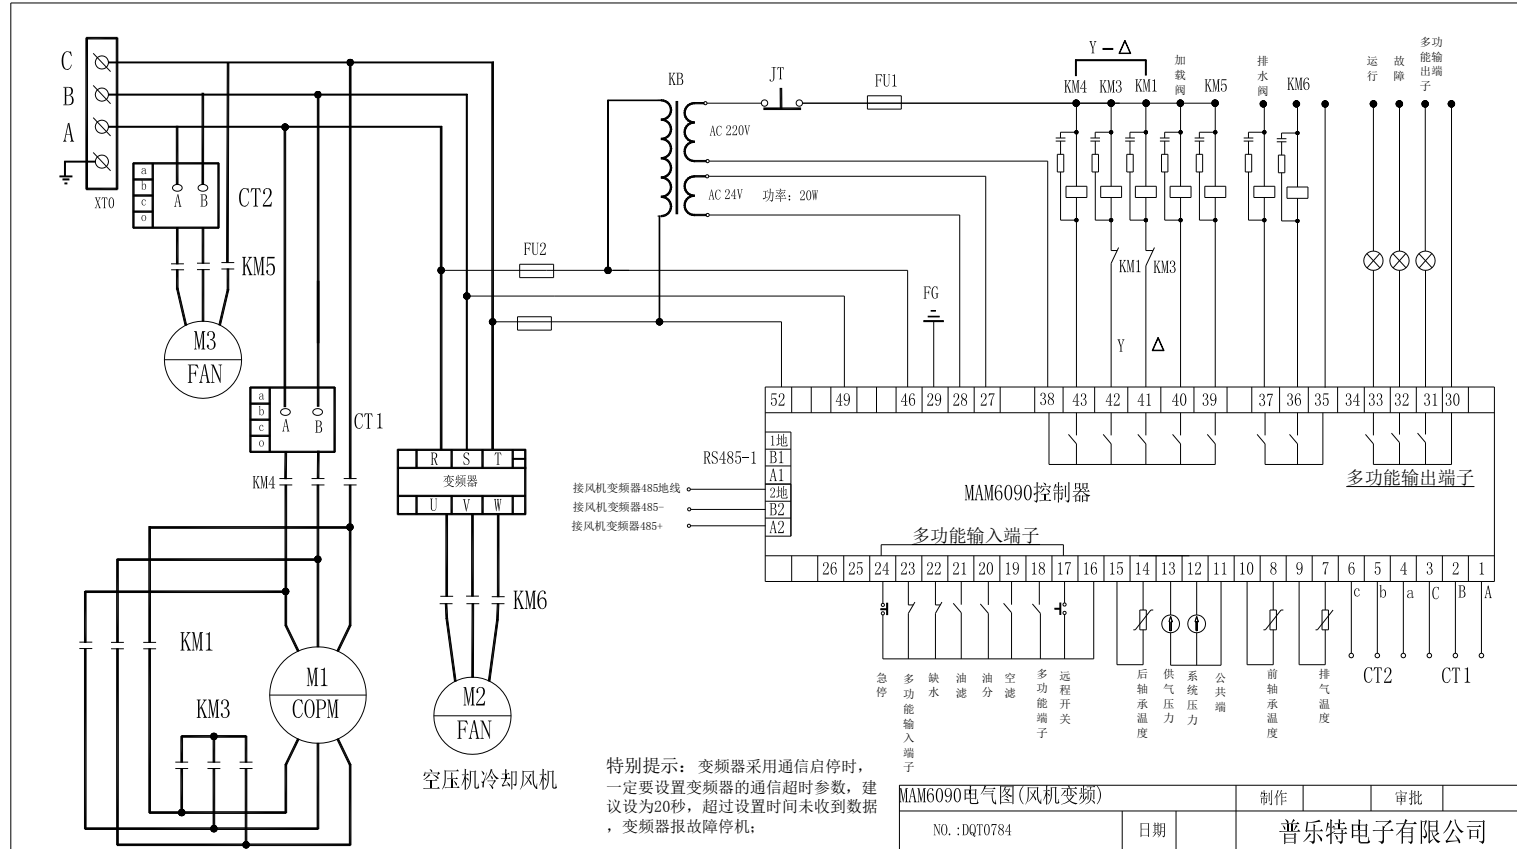 C
B
A
XT0
a
b
c
o
A B
CT2
KM5
M3
FAN
a
b
c
o
A B
CT1
KM4
KM1
KM3
M1
COPM
R S T
变频器
U V W
KM6
M2
FAN
空压机冷却风机
FU2
KB
AC 220V
AC 24V 功率: 20W
JT
FU1
FG
Y - Δ
KM4 KM3 KM1 加载阀 KM5 排水阀 KM6
运行 故障 多功能输出端子
KM1 KM3
Y Δ
52 49 46 29 28 27 38 43 42 41 40 39 37 36 35 34 33 32 31 30
RS485-1
1地
B1
A1
2地
B2
A2
接风机变频器485地线
接风机变频器485-
接风机变频器485+
MAM6090控制器
多功能输出端子
多功能输入端子
26 25 24 23 22 21 20 19 18 17 16 15 14 13 12 11 10 8 9 7 6 5 4 3 2 1
c b a C B A
急停 多功能输入端子 缺水 油滤 油分 空滤 多功能端子 远程开关 后轴承温度 供气压力 系统压力 公共端 前轴承温度 排气温度
CT2 CT1
特别提示: 变频器采用通信启停时,
一定要设置变频器的通信超时参数, 建
议设为20秒, 超过设置时间未收到数据
, 变频器报故障停机;
MAM6090电气图(风机变频) 制作 审批
NO.:DQT0784 日期 普乐特电子有限公司